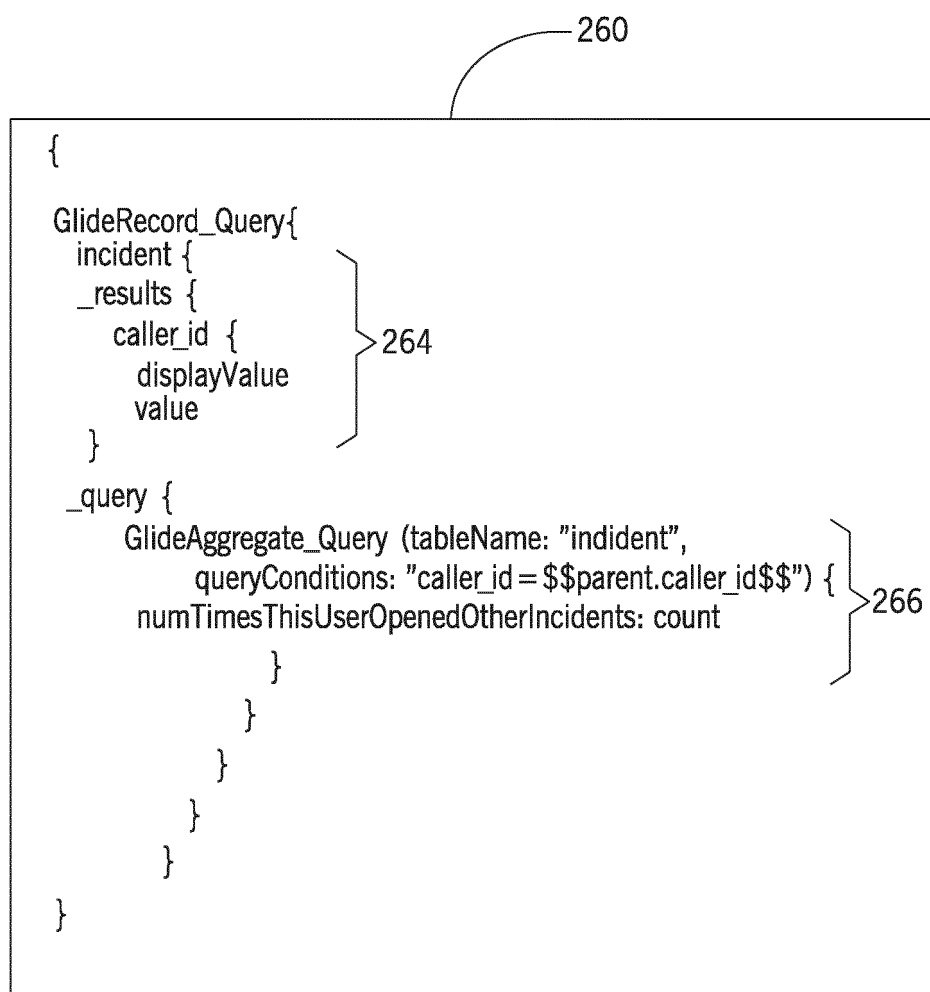 260
{
GlideRecord_Query{
incident {
_results {
caller_id {
displayValue
value
}
264
_query {
GlideAggregate_Query (tableName: "indident",
queryConditions: "caller_id = $$parent.caller_id$$") {
numTimesThisUserOpenedOtherIncidents: count
266
}
}
}
}
}
}